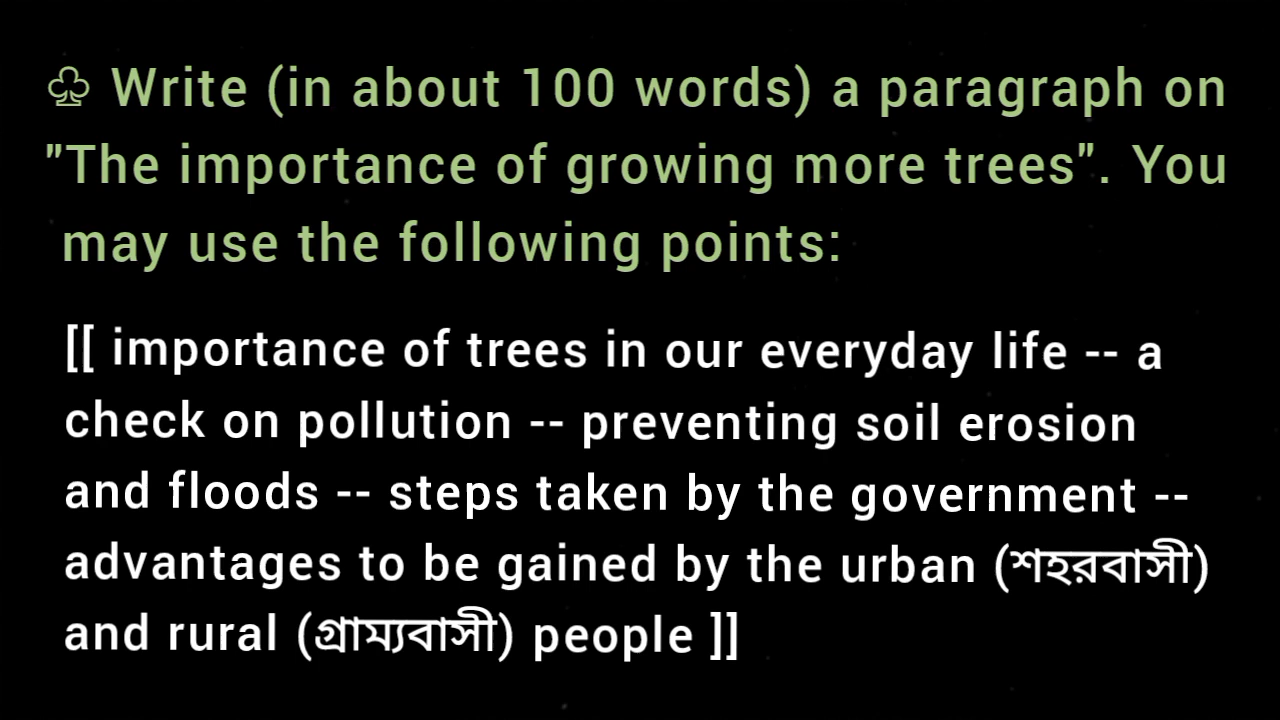 ♧ Write (in about 100 words) a paragraph on
"The importance of growing more trees". You
may use the following points:
[[ importance of trees in our everyday life -- a
check on pollution -- preventing soil erosion
and floods -- steps taken by the government --
advantages to be gained by the urban (শহরবাসী)
and rural (গ্রাম্যবাসী) people ]]